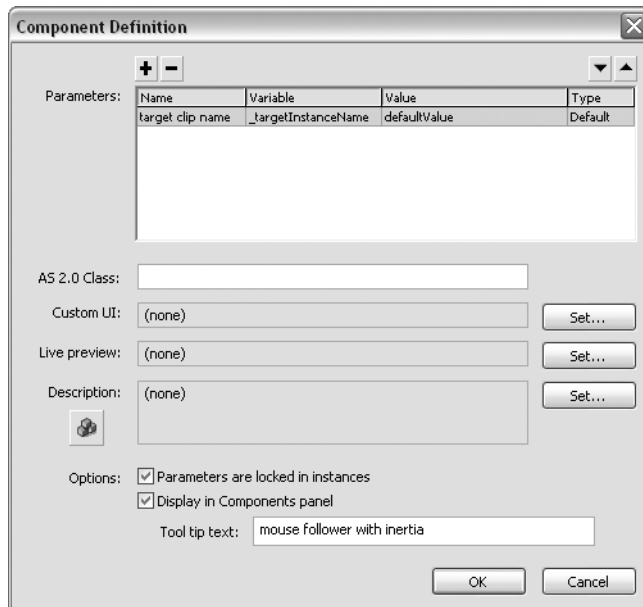 Component Definition
Parameters:
Name Variable Value Type
target clip name _targetInstanceName defaultValue Default
AS 2.0 Class:
Custom UI: (none) Set...
Live preview: (none) Set...
Description: (none) Set...
Options: Parameters are locked in instances
Display in Components panel
Tool tip text: mouse follower with inertia
OK Cancel